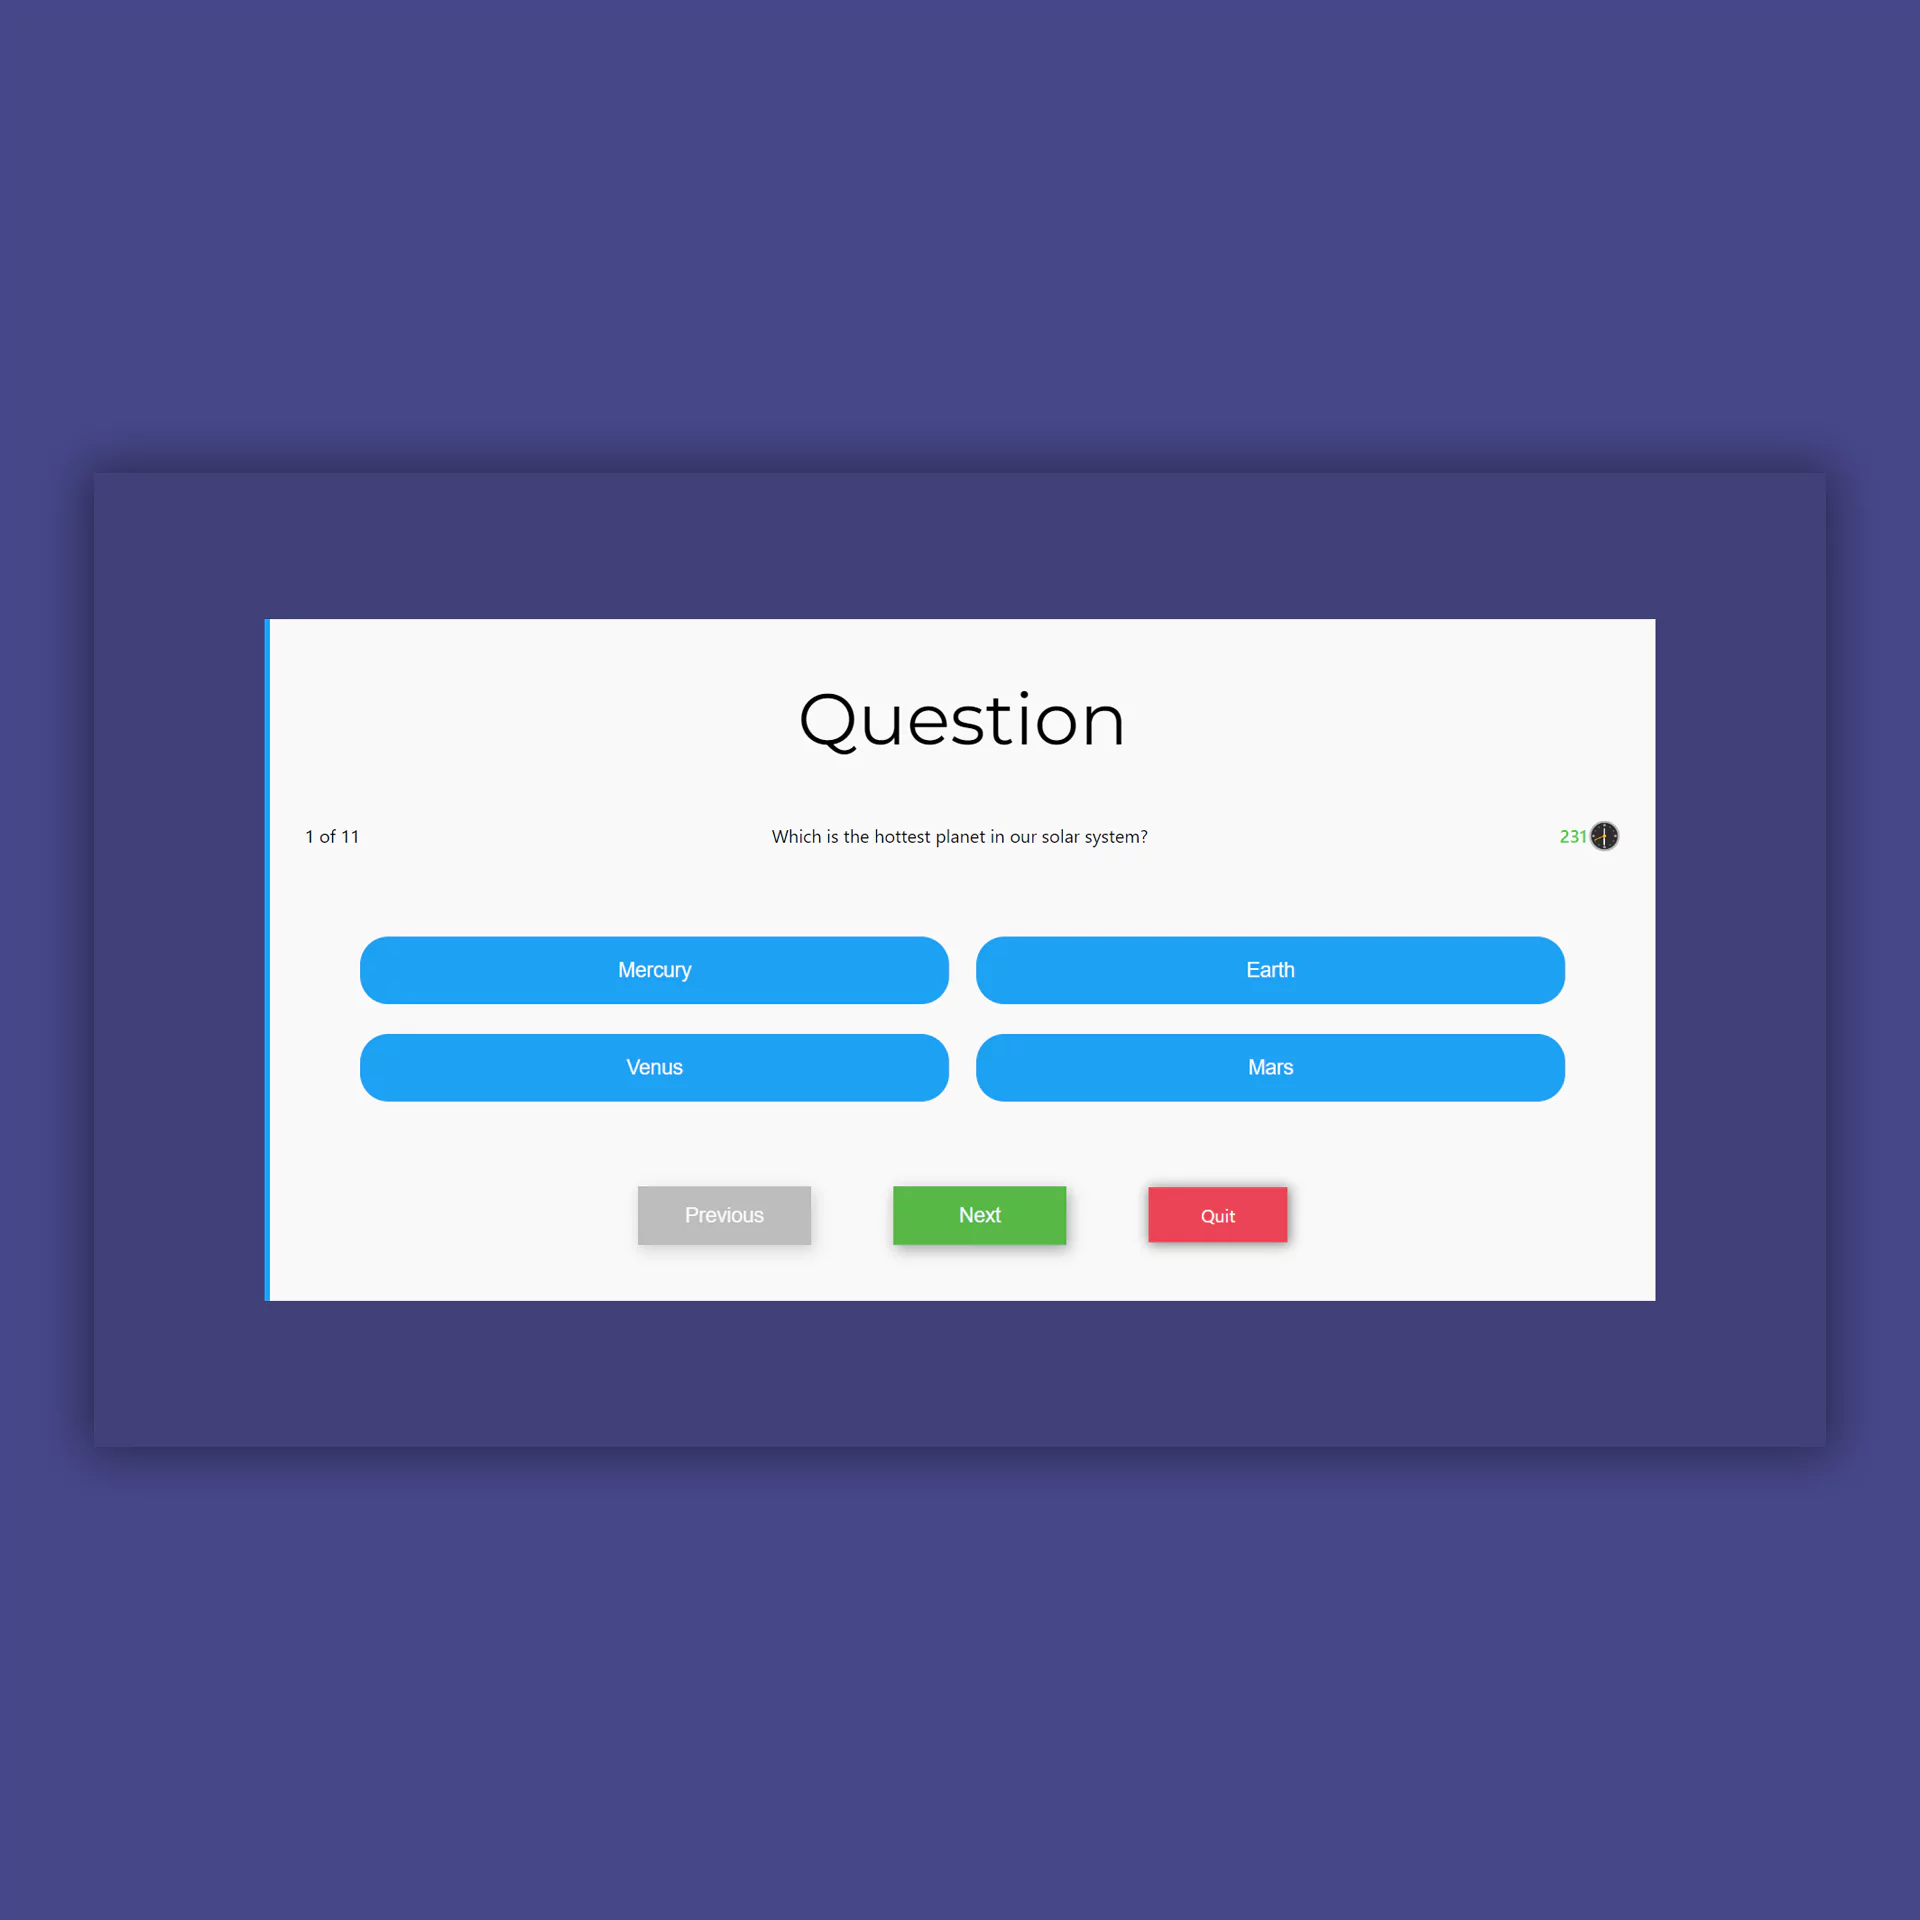 Question
1 of 11
Which is the hottest planet in our solar system?
231
Mercury
Earth
Venus
Mars
Previous
Next
Quit